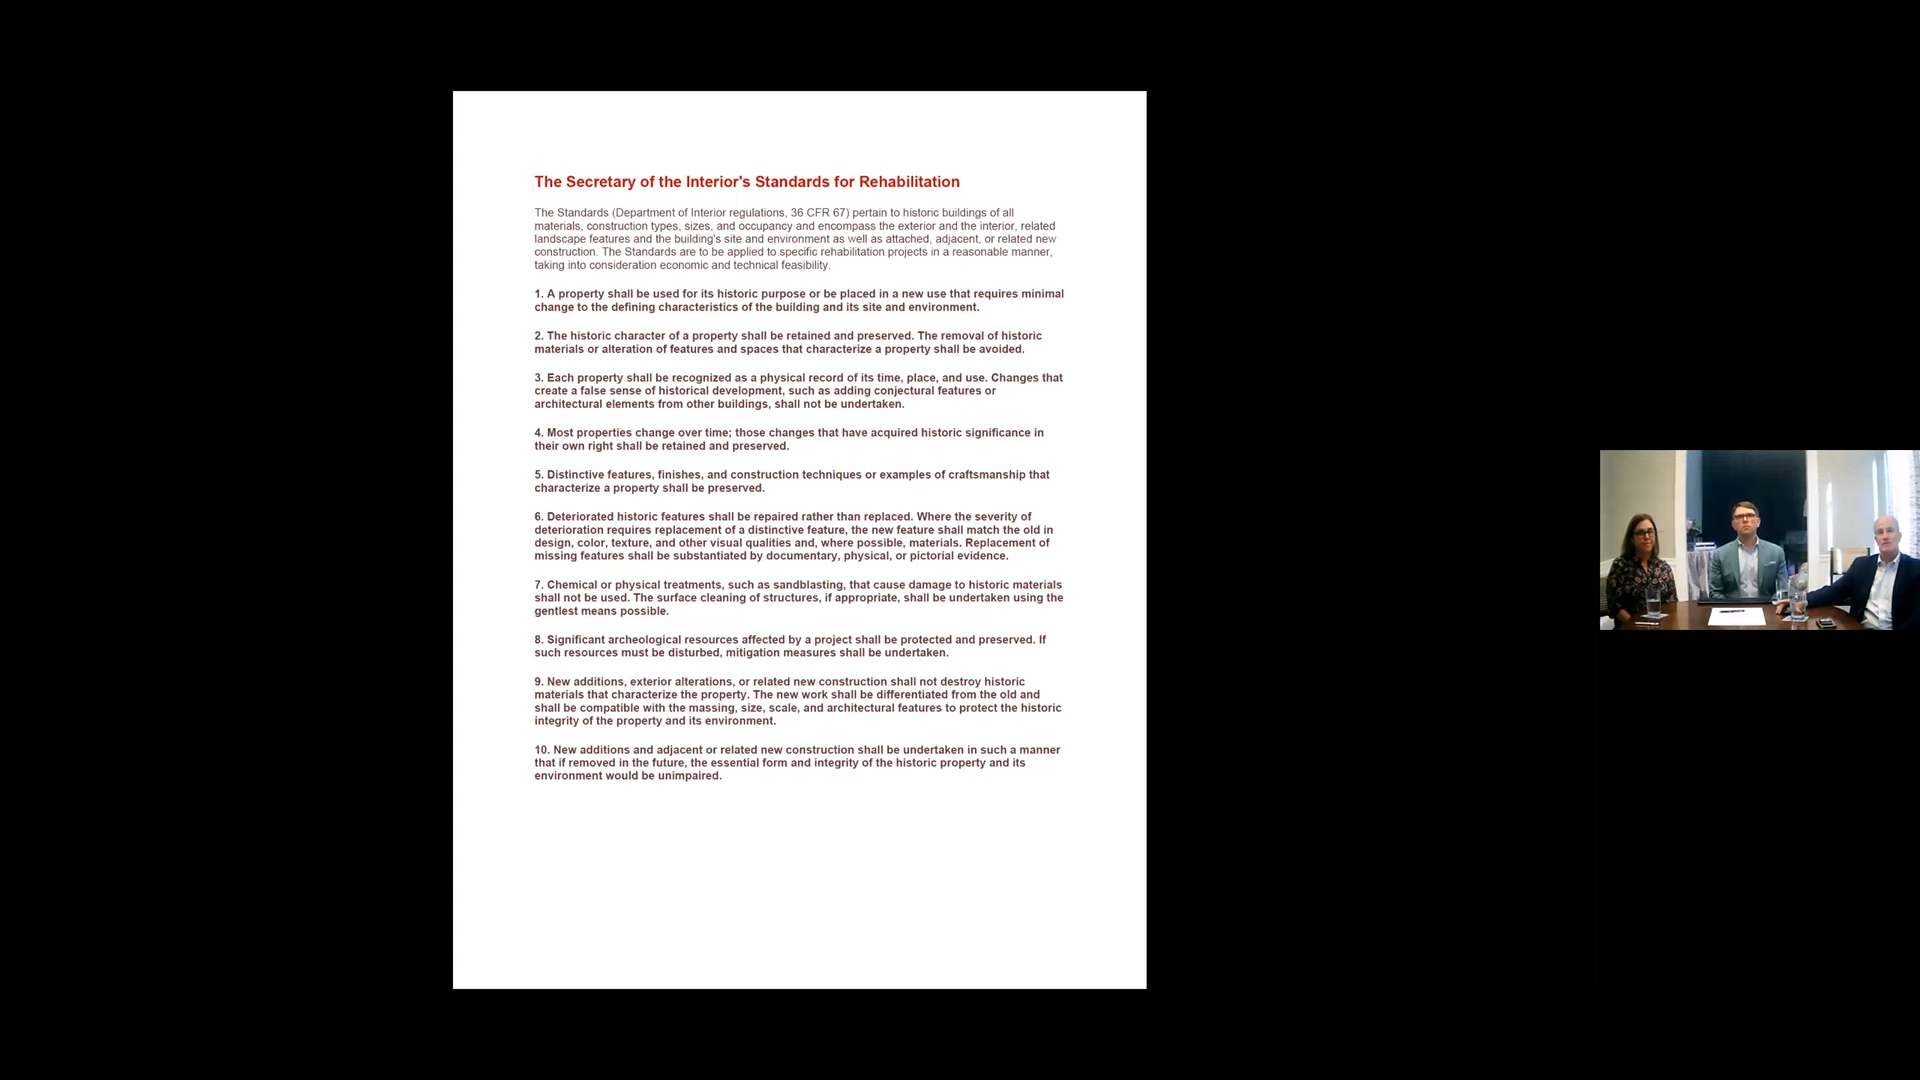 The Secretary of the Interior's Standards for Rehabilitation
The Standards (Department of Interior regulations, 36 CFR 67) pertain to historic buildings of all
materials, construction types, sizes, and occupancy and encompass the exterior and the interior, related
landscape features and the building's site and environment as well as attached, adjacent, or related new
construction. The Standards are to be applied to specific rehabilitation projects in a reasonable manner,
taking into consideration economic and technical feasibility.
1. A property shall be used for its historic purpose or be placed in a new use that requires minimal
change to the defining characteristics of the building and its site and environment.
2. The historic character of a property shall be retained and preserved. The removal of historic
materials or alteration of features and spaces that characterize a property shall be avoided.
3. Each property shall be recognized as a physical record of its time, place, and use. Changes that
create a false sense of historical development, such as adding conjectural features or
architectural elements from other buildings, shall not be undertaken.
4. Most properties change over time; those changes that have acquired historic significance in
their own right shall be retained and preserved.
5. Distinctive features, finishes, and construction techniques or examples of craftsmanship that
characterize a property shall be preserved.
6. Deteriorated historic features shall be repaired rather than replaced. Where the severity of
deterioration requires replacement of a distinctive feature, the new feature shall match the old in
design, color, texture, and other visual qualities and, where possible, materials. Replacement of
missing features shall be substantiated by documentary, physical, or pictorial evidence.
7. Chemical or physical treatments, such as sandblasting, that cause damage to historic materials
shall not be used. The surface cleaning of structures, if appropriate, shall be undertaken using the
gentlest means possible.
8. Significant archeological resources affected by a project shall be protected and preserved. If
such resources must be disturbed, mitigation measures shall be undertaken.
9. New additions, exterior alterations, or related new construction shall not destroy historic
materials that characterize the property. The new work shall be differentiated from the old and
shall be compatible with the massing, size, scale, and architectural features to protect the historic
integrity of the property and its environment.
10. New additions and adjacent or related new construction shall be undertaken in such a manner
that if removed in the future, the essential form and integrity of the historic property and its
environment would be unimpaired.